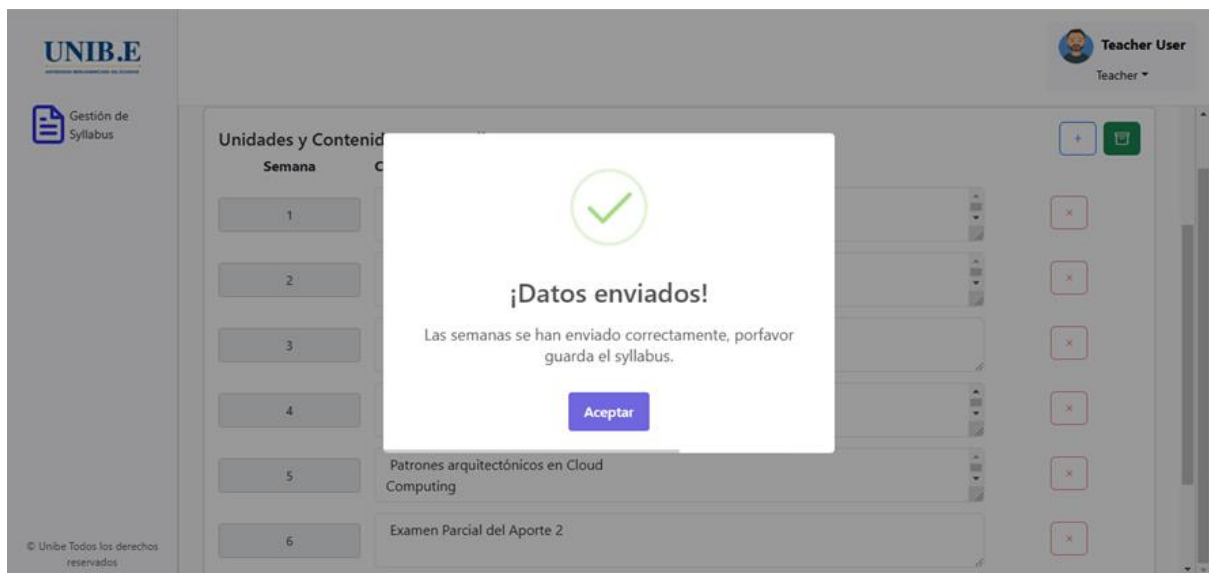 UNIB.E
Teacher User
Teacher
Gestión de
Syllabus
Unidades y Contenid
Semana
C
1
2
3
4
5
6
¡Datos enviados!
Las semanas se han enviado correctamente, porfavor
guarda el syllabus.
Aceptar
Patrones arquitectónicos en Cloud
Computing
Examen Parcial del Aporte 2
© Unibe Todos los derechos
reservados